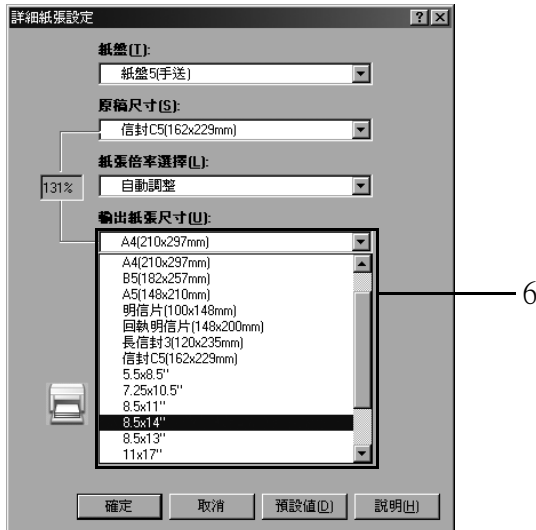 詳細紙張設定
紙盤(T):
紙盤5(手送)
原稿尺寸(S):
信封C5(162x229mm)
紙張倍率選擇(L):
131%
自動調整
輸出紙張尺寸(U):
A4(210x297mm)
A4(210x297mm)
B5(182x257mm)
A5(148x210mm)
明信片(100x148mm)
回執明信片(148x200mm)
長信封3(120x235mm)
信封C5(162x229mm)
5.5x8.5''
7.25x10.5''
8.5x11''
8.5x14''
8.5x13''
11x17''
6
確定 取消 預設值(D) 說明(H)